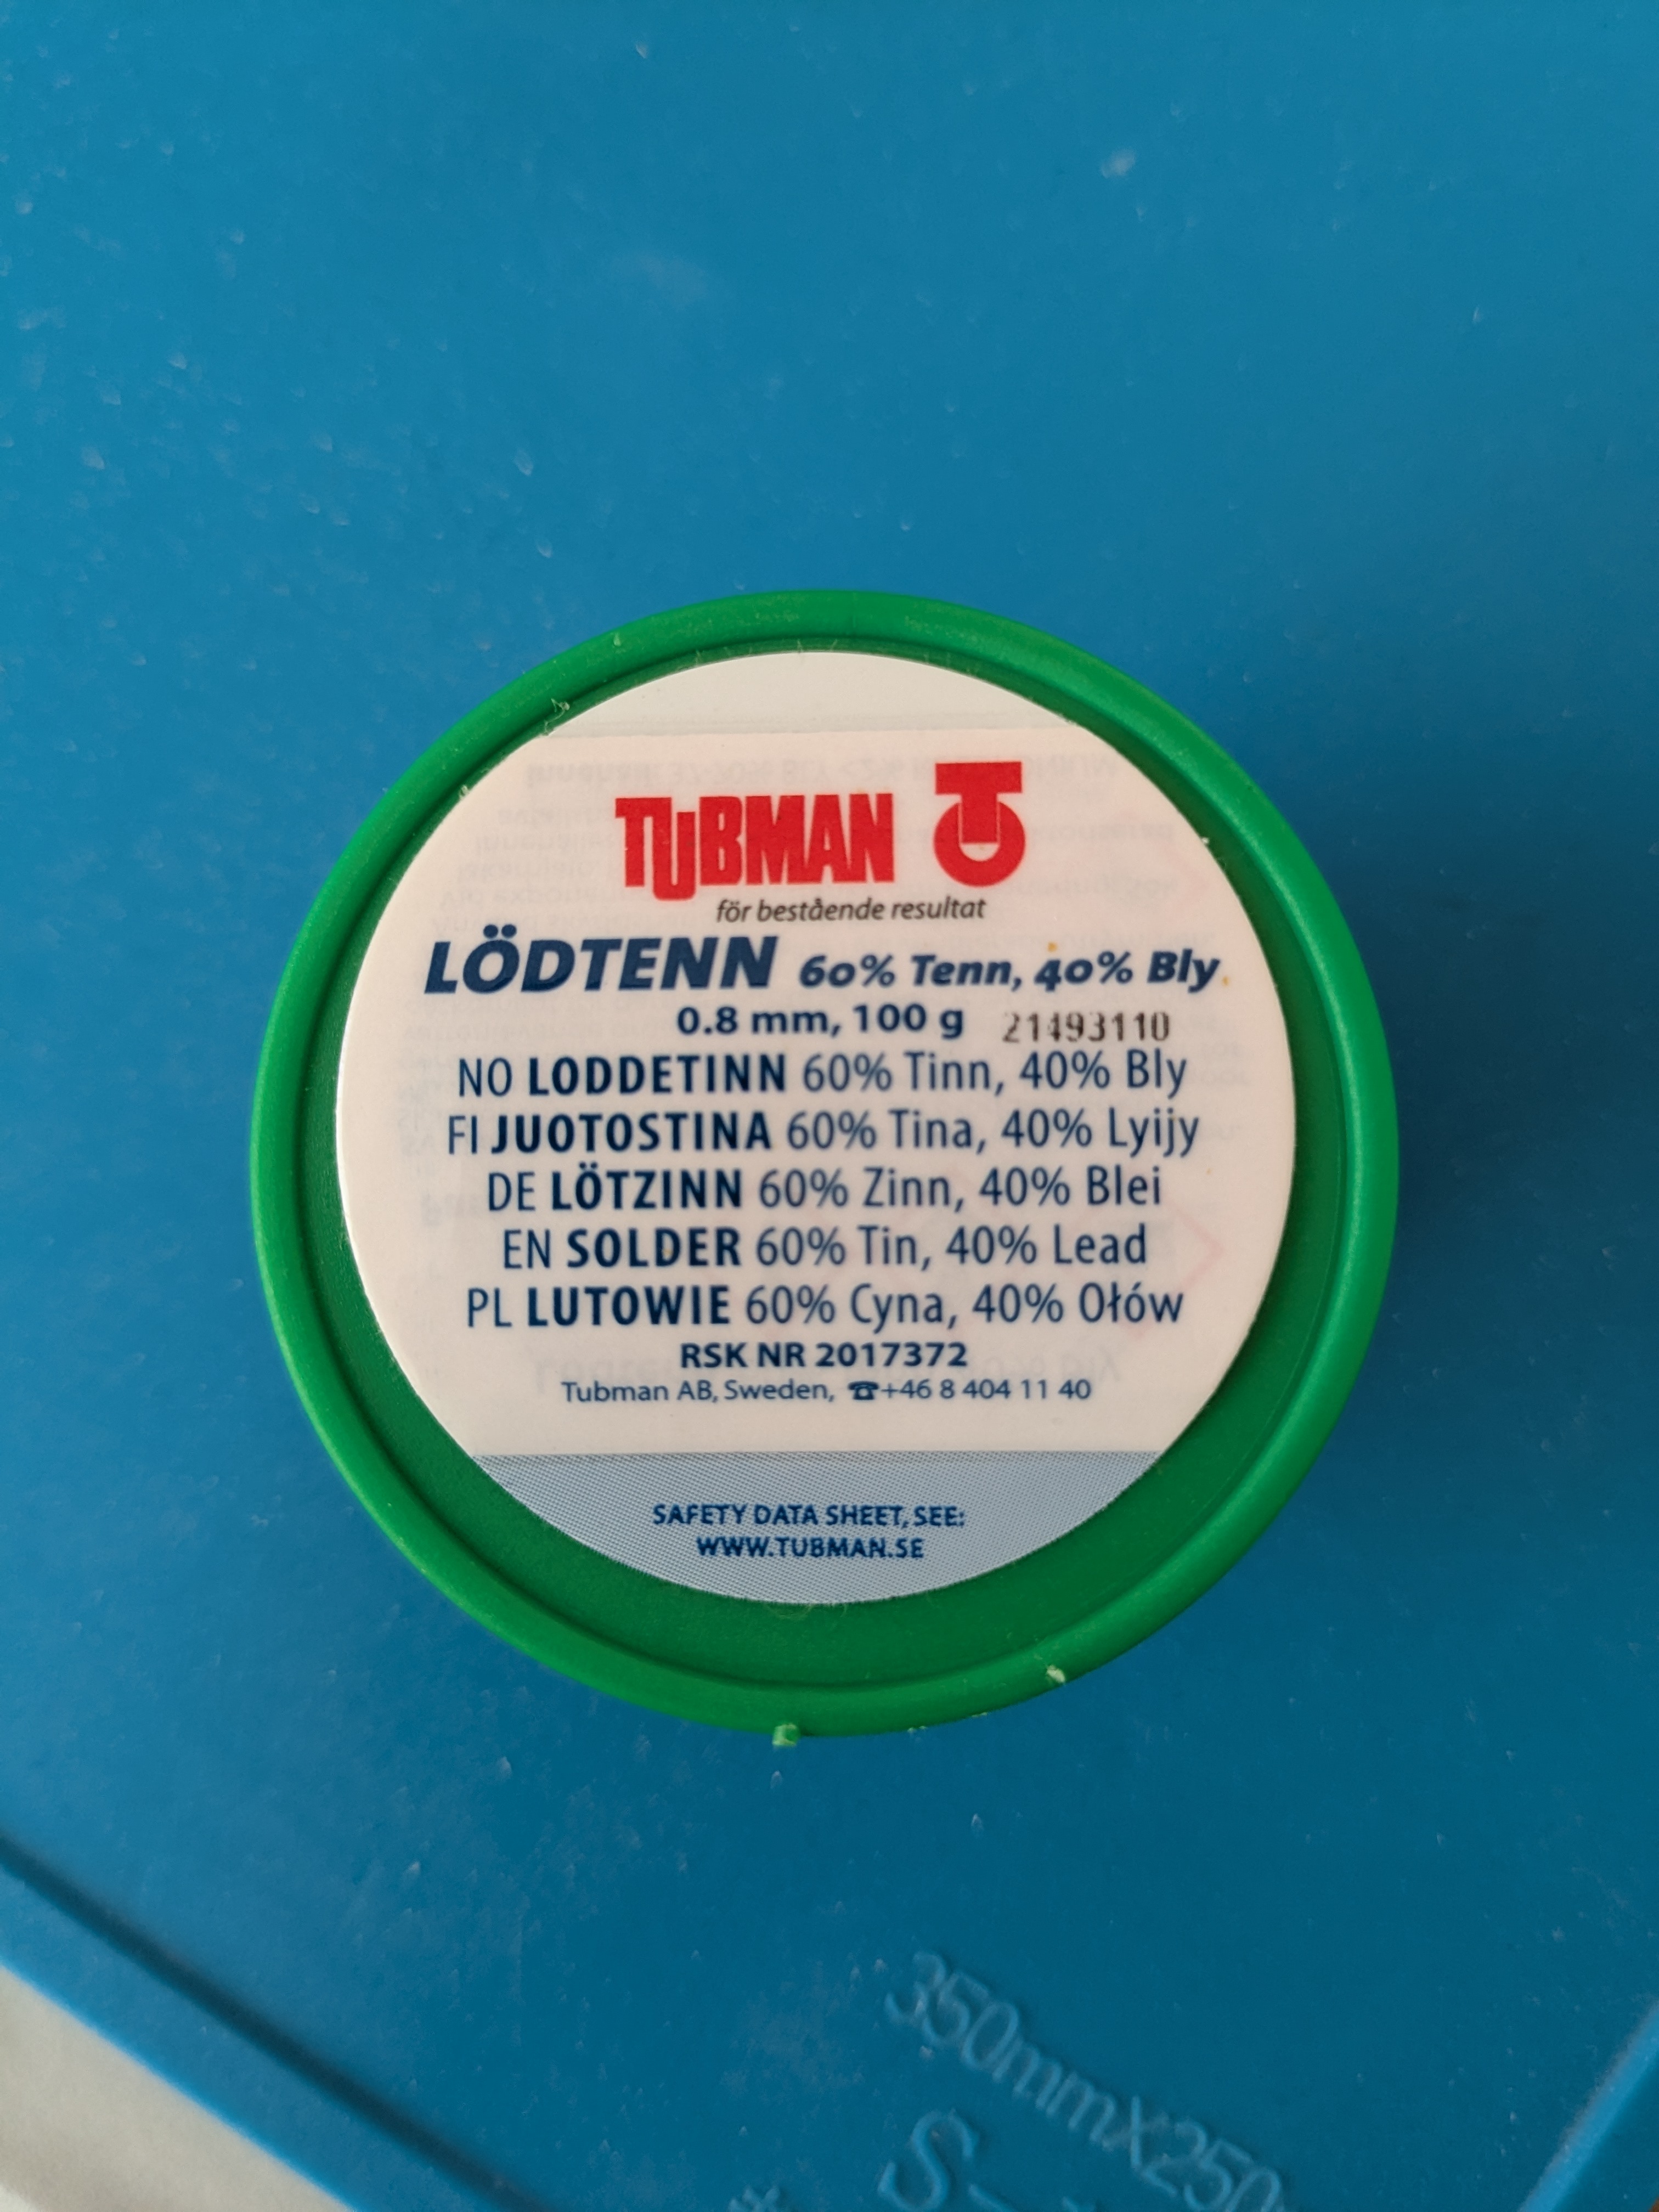 TUBMAN
för bestående resultat
LÖDTENN 60% Tenn, 40% Bly
0.8 mm, 100 g 21493110
NO LODDETINN 60% Tinn, 40% Bly
FI JUOTOSTINA 60% Tina, 40% Lyijy
DE LÖTZINN 60% Zinn, 40% Blei
EN SOLDER 60% Tin, 40% Lead
PL LUTOWIE 60% Cyna, 40% Ołów
RSK NR 2017372
Tubman AB, Sweden, ☎+46 8 404 11 40
SAFETY DATA SHEET, SEE:
WWW.TUBMAN.SE
350mmX250